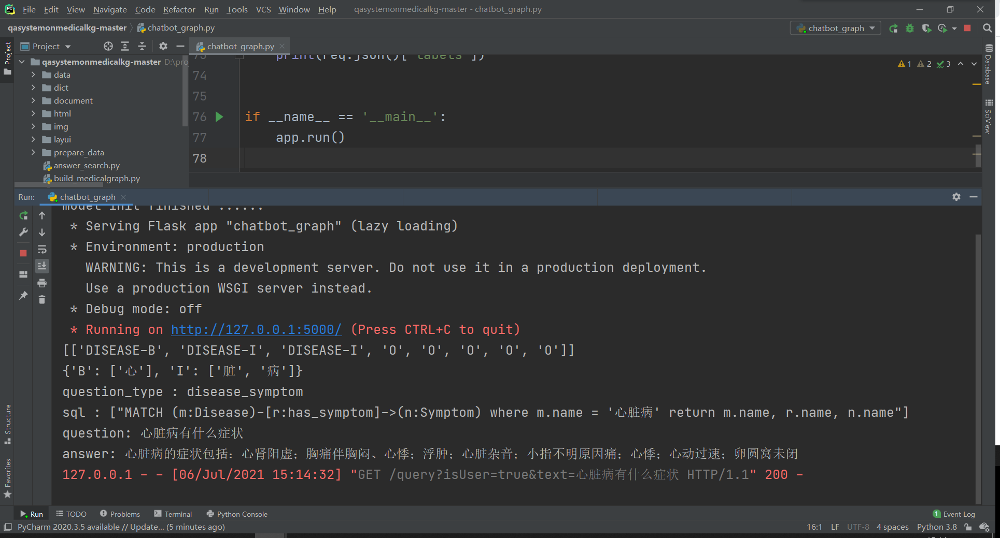 File Edit View Navigate Code Refactor Run Tools VCS Window Help qasystemonmedicalkg-master - chatbot_graph.py
qasystemonmedicalkg-master chatbot_graph.py chatbot_graph
Project
Project
chatbot_graph.py
qasystemonmedicalkg-master D:\pro
data
dict
document
html
img
layui
prepare_data
answer_search.py
build_medicalgraph.py
73 print(req.json()['labels'])
74
75
76 if __name__ == '__main__':
77 app.run()
78
1 2 3
Database
SciView
Run: chatbot_graph
model init finished ......
* Serving Flask app "chatbot_graph" (lazy loading)
* Environment: production
WARNING: This is a development server. Do not use it in a production deployment.
Use a production WSGI server instead.
* Debug mode: off
* Running on http://127.0.0.1:5000/ (Press CTRL+C to quit)
[['DISEASE-B', 'DISEASE-I', 'DISEASE-I', 'O', 'O', 'O', 'O', 'O']]
{'B': ['心'], 'I': ['脏', '病']}
question_type : disease_symptom
sql : ["MATCH (m:Disease)-[r:has_symptom]->(n:Symptom) where m.name = '心脏病' return m.name, r.name, n.name"]
question: 心脏病有什么症状
answer: 心脏病的症状包括：心肾阳虚；胸痛伴胸闷、心悸；浮肿；心脏杂音；小指不明原因痛；心悸；心动过速；卵圆窝未闭
127.0.0.1 - - [06/Jul/2021 15:14:32] "GET /query?isUser=true&text=心脏病有什么症状 HTTP/1.1" 200 -
Structure
Favorites
Run TODO Problems Terminal Python Console 1 Event Log
PyCharm 2020.3.5 available // Update... (5 minutes ago) 16:1 LF UTF-8 4 spaces Python 3.8